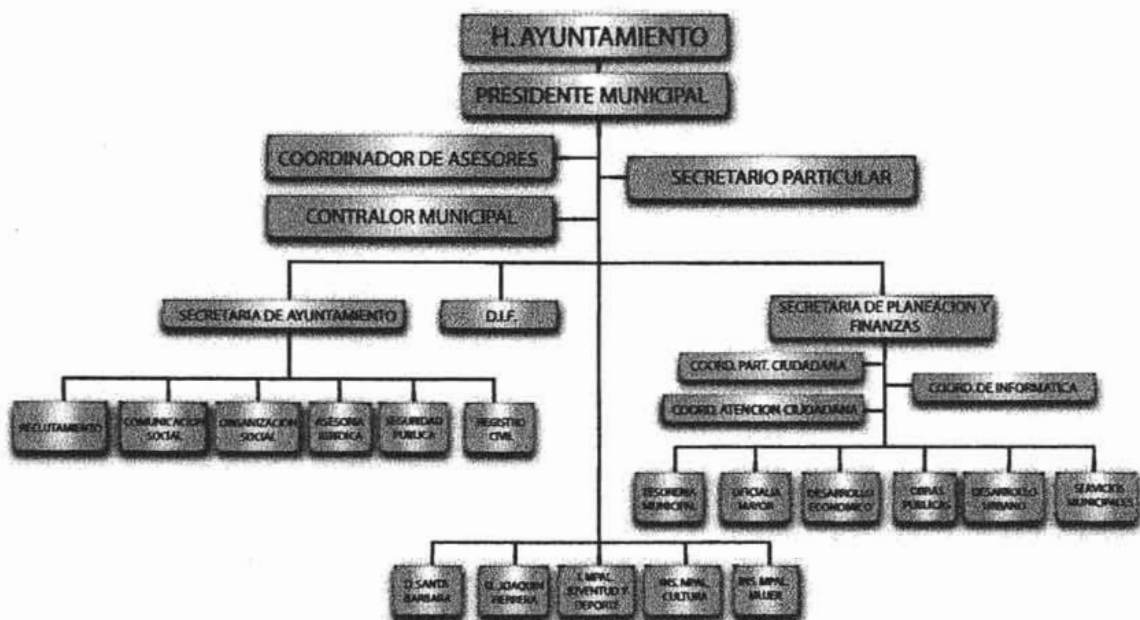 H. AYUNTAMIENTO
PRESIDENTE MUNICIPAL
COORDINADOR DE ASESORES
SECRETARIO PARTICULAR
CONTRALOR MUNICIPAL
SECRETARIA DE AYUNTAMIENTO
D.I.F.
SECRETARIA DE PLANEACION Y
FINANZAS
COORD. PART. CIUDADANA
COORD. DE INFORMATICA
COORD. ATENCION CIUDADANA
RECLUTAMIENTO
COMUNICACION
SOCIAL
ORGANIZACION
SOCIAL
ASESORIA
JURIDICA
SEGURIDAD
PUBLICA
REGISTRO
CIVIL
TESORERIA
MUNICIPAL
OFICIALIA
MAYOR
DESARROLLO
ECONOMICO
OBRAS
PUBLICAS
DESARROLLO
URBANO
SERVICIOS
MUNICIPALES
D. SANTA
BARBARA
D. JOAQUIN
HERRERA
I. MPAL.
JUVENTUD Y
DEPORTE
INS. MPAL.
CULTURA
INS. MPAL.
MUJER